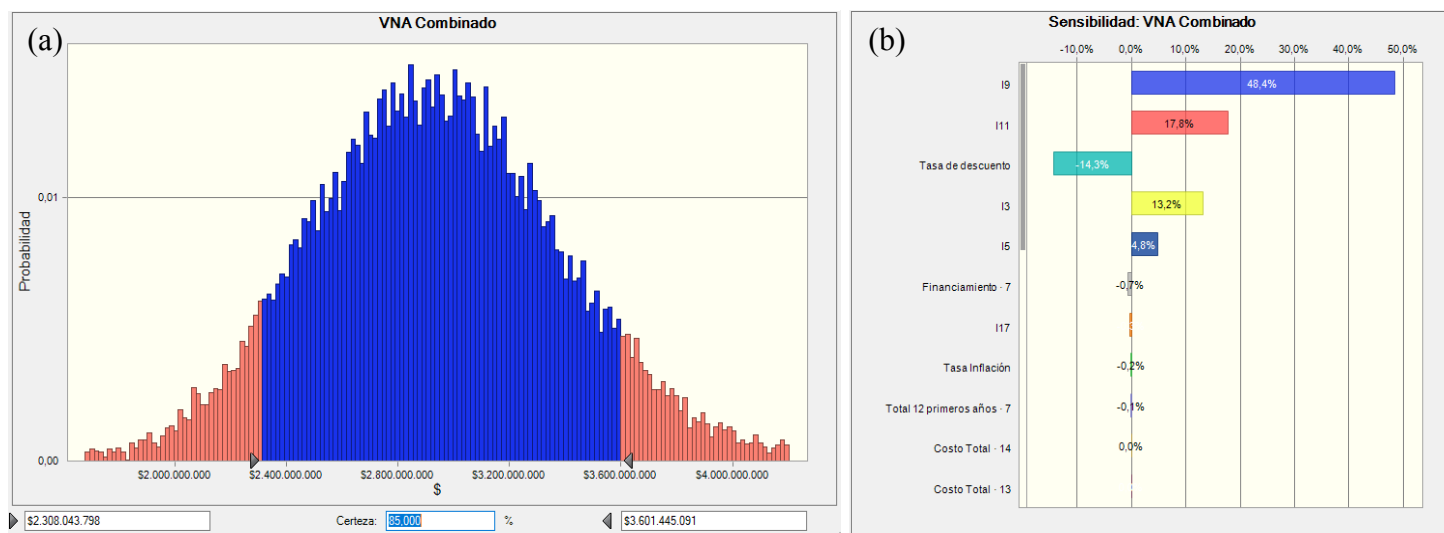 (a)
VNA Combinado
Probabilidad
0,01
0,00
$2.000.000.000 $2.400.000.000 $2.800.000.000 $3.200.000.000 $3.600.000.000 $4.000.000.000
$
$2.308.043.798 Certeza: 85,000 % $3.601.445.091
(b)
Sensibilidad: VNA Combinado
-10,0% 0,0% 10,0% 20,0% 30,0% 40,0% 50,0%
I9 48,4%
I11 17,8%
Tasa de descuento -14,3%
I3 13,2%
I5 4,8%
Financiamiento - 7 -0,7%
I17
Tasa Inflación -0,2%
Total 12 primeros años - 7 -0,1%
Costo Total - 14 0,0%
Costo Total - 13